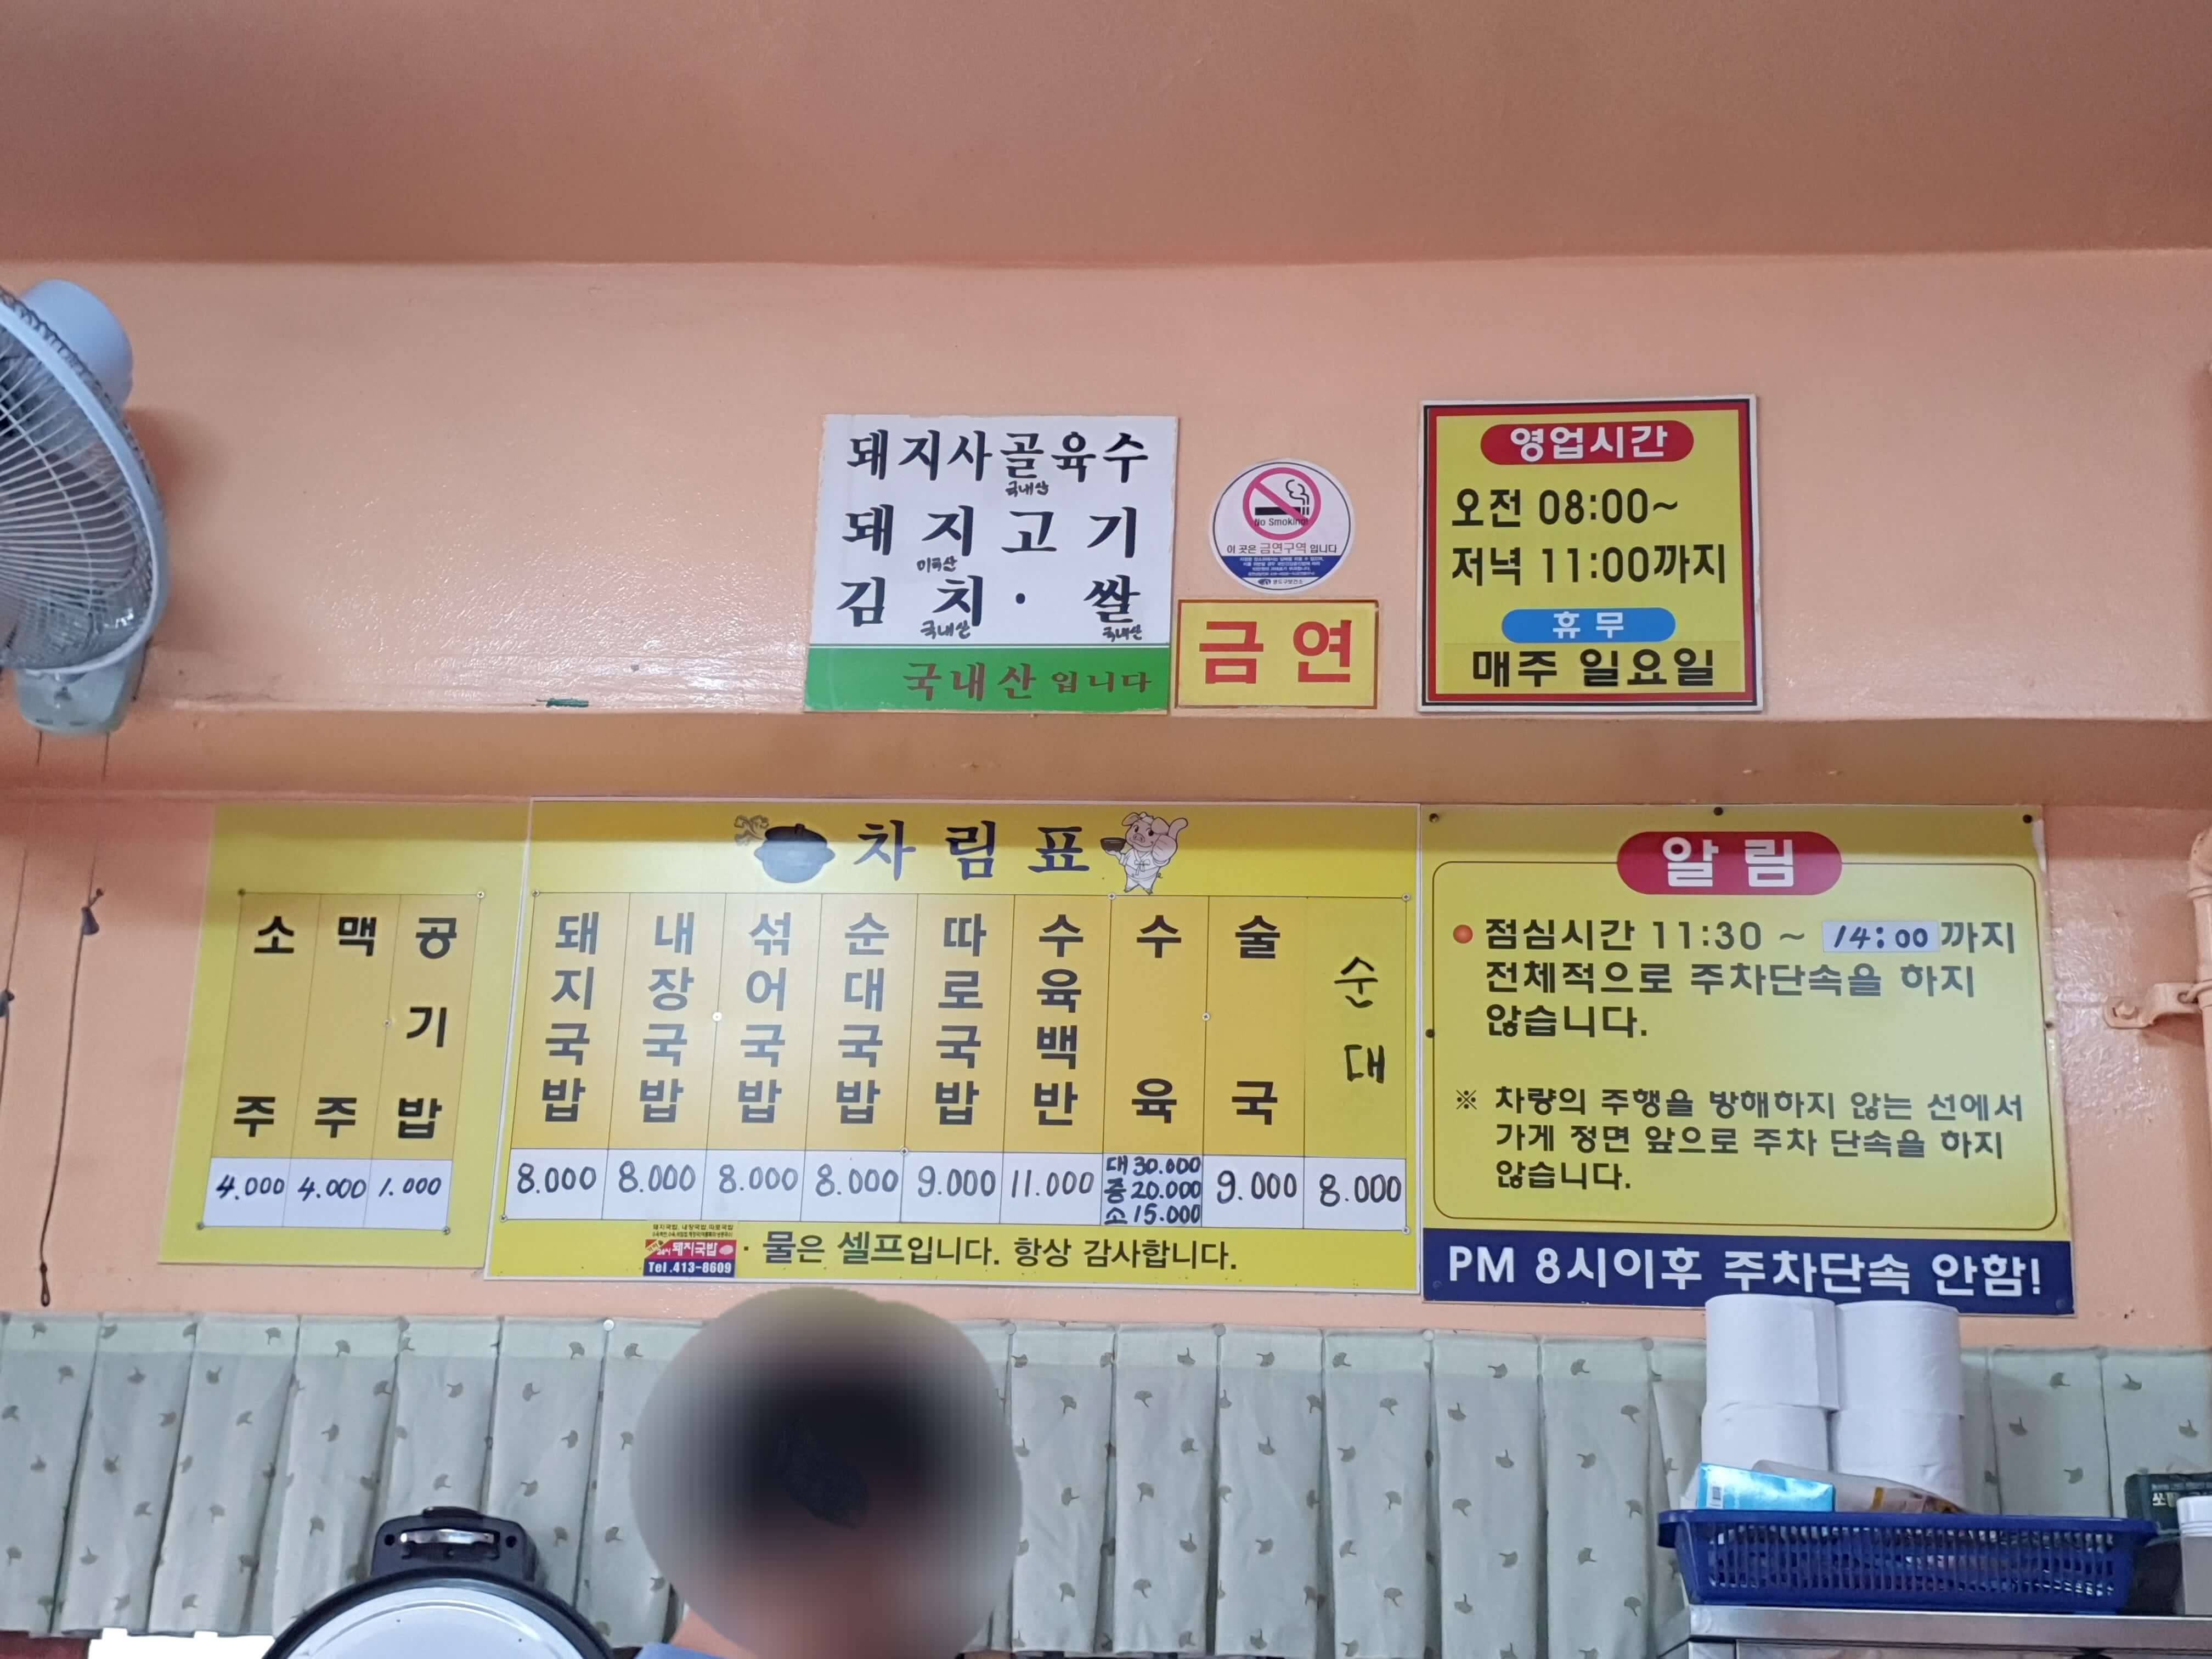 돼지사골육수
국내산
돼지고기
미국산
김치 · 쌀
국내산 국내산
국내산 입니다
No Smoking!
이 곳은 금연구역 입니다
금연
영업시간
오전 08:00~
저녁 11:00까지
휴무
매주 일요일
소주
4.000
맥주
4.000
공기밥
1.000
차림표
돼지국밥
8.000
내장국밥
8.000
섞어국밥
8.000
순대국밥
8.000
따로국밥
9.000
수육백반
11.000
수육
대 30.000
중 20.000
소 15.000
술국
9.000
순대
8.000
돼지국밥
Tel.413-8609
· 물은 셀프입니다. 항상 감사합니다.
알림
점심시간 11:30 ~ 14:00 까지
전체적으로 주차단속을 하지
않습니다.
※ 차량의 주행을 방해하지 않는 선에서
가게 정면 앞으로 주차 단속을 하지
않습니다.
PM 8시이후 주차단속 안함!